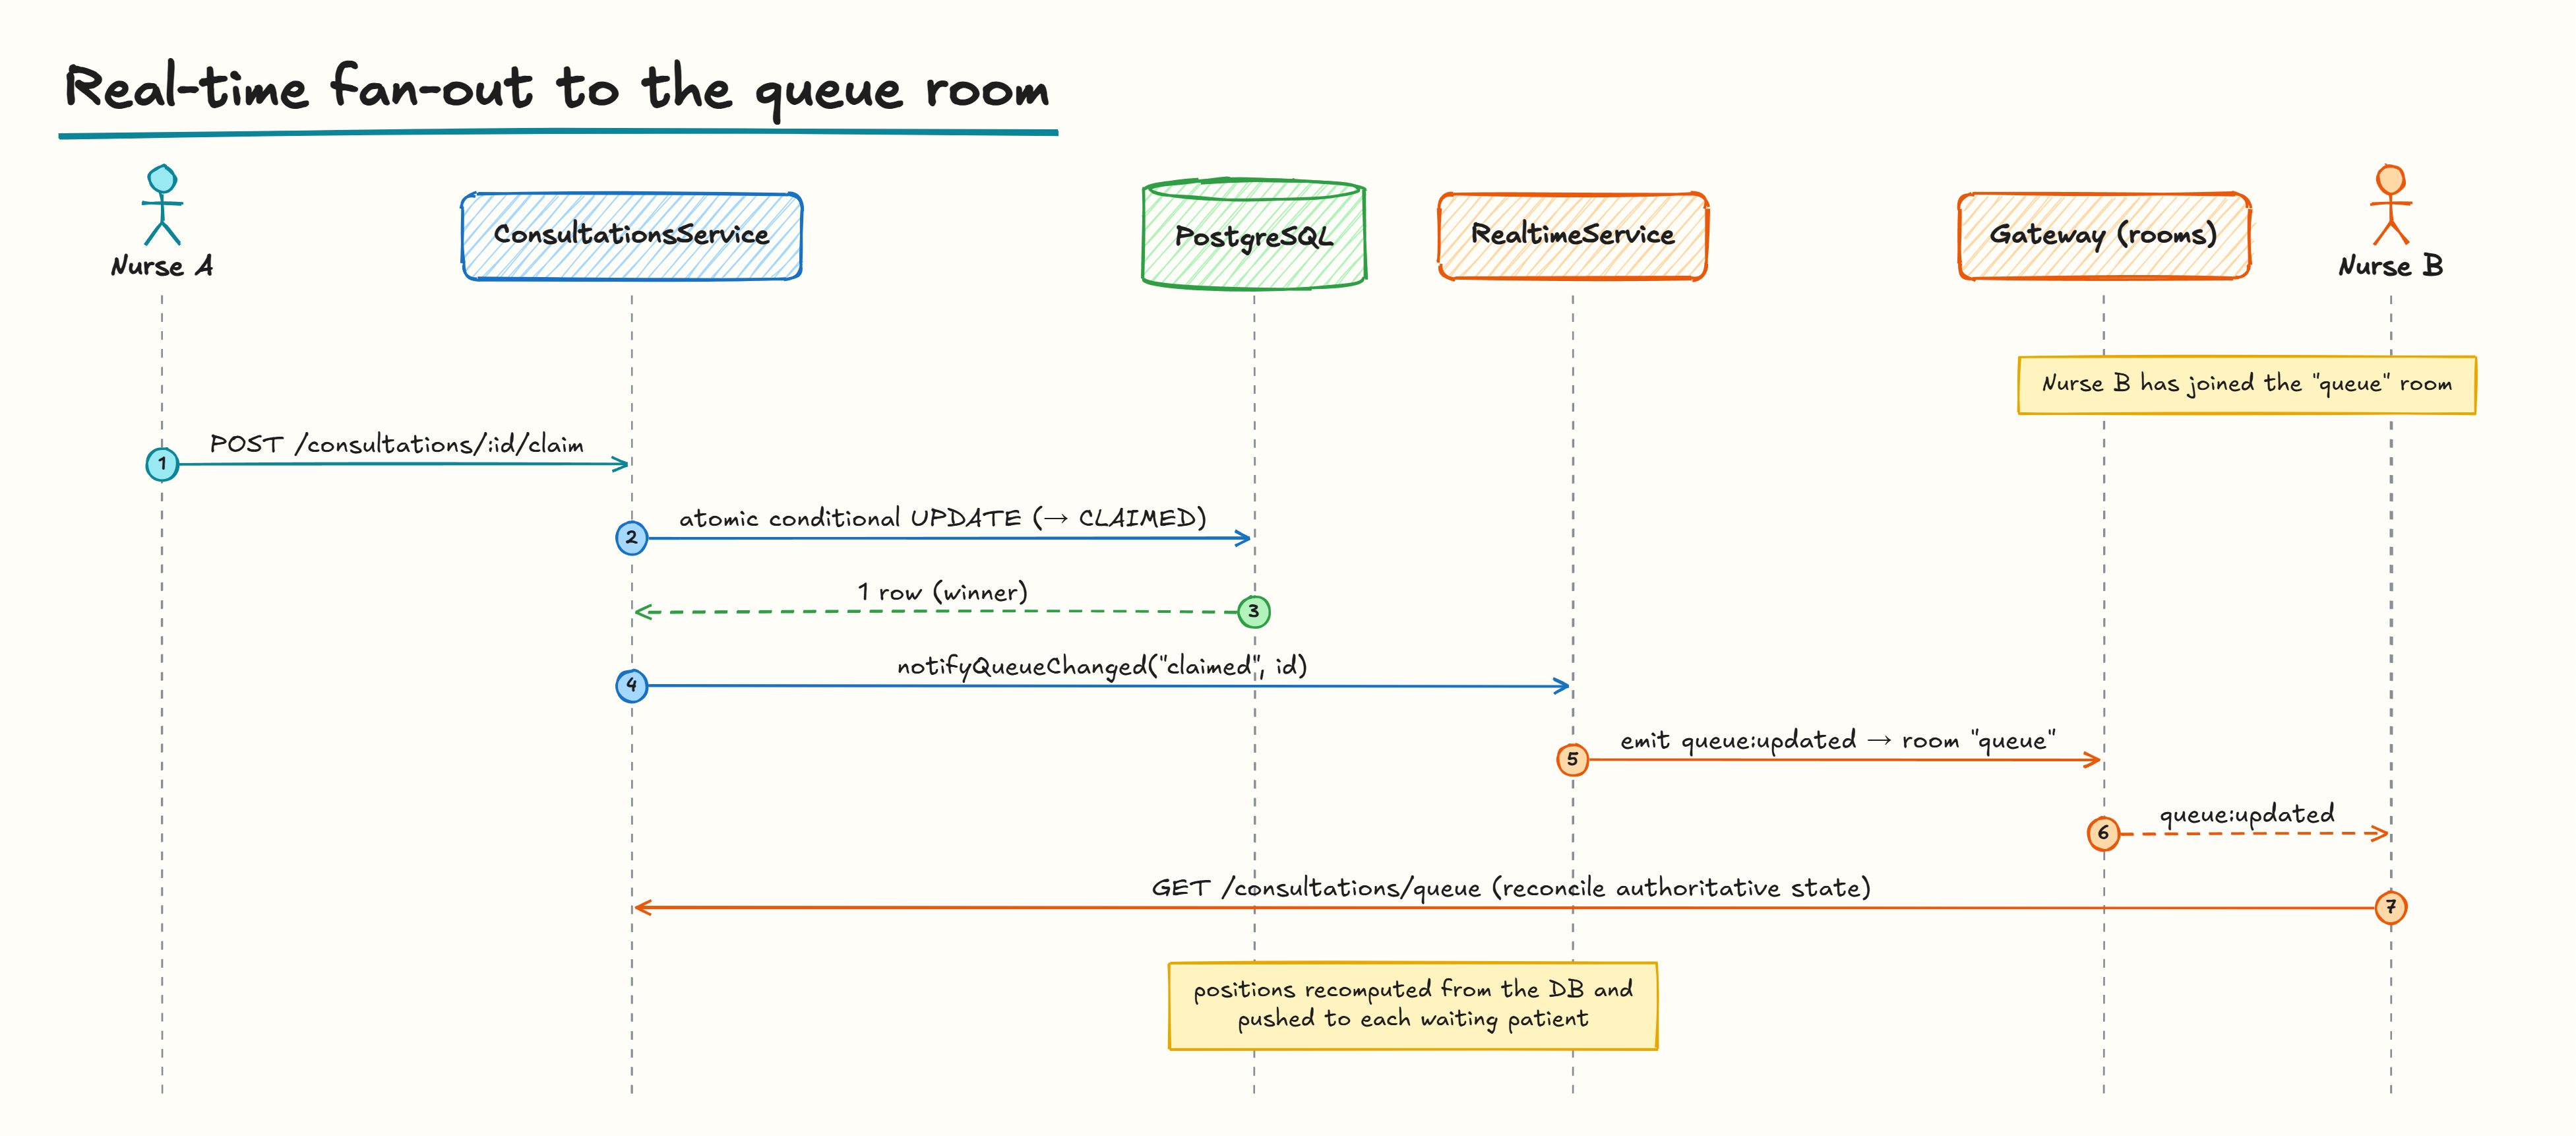 Real-time fan-out to the queue room
Nurse A
ConsultationsService
PostgreSQL
RealtimeService
Gateway (rooms)
Nurse B
Nurse B has joined the "queue" room
POST /consultations/:id/claim
1
atomic conditional UPDATE (→ CLAIMED)
2
1 row (winner)
3
notifyQueueChanged("claimed", id)
4
emit queue:updated → room "queue"
5
queue:updated
6
GET /consultations/queue (reconcile authoritative state)
7
positions recomputed from the DB and
pushed to each waiting patient